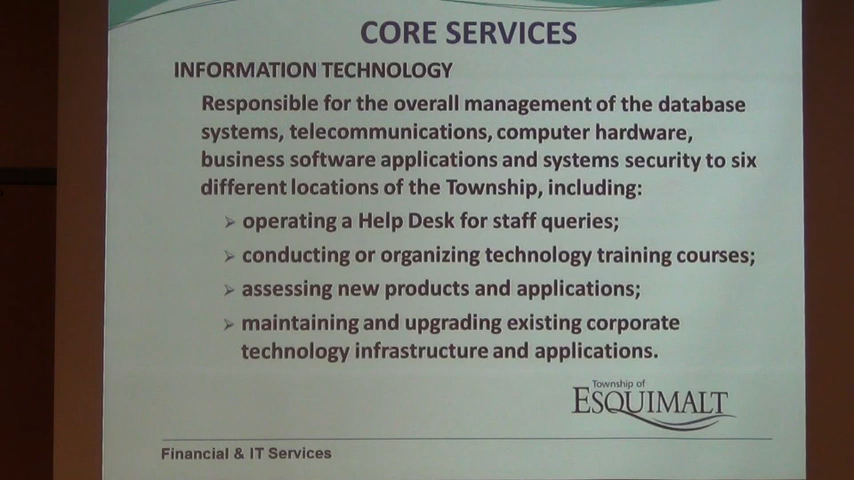 CORE SERVICES
INFORMATION TECHNOLOGY
Responsible for the overall management of the database
systems, telecommunications, computer hardware,
business software applications and systems security to six
different locations of the Township, including:
➢ operating a Help Desk for staff queries;
➢ conducting or organizing technology training courses;
➢ assessing new products and applications;
➢ maintaining and upgrading existing corporate
technology infrastructure and applications.
Township of
ESQUIMALT
Financial & IT Services